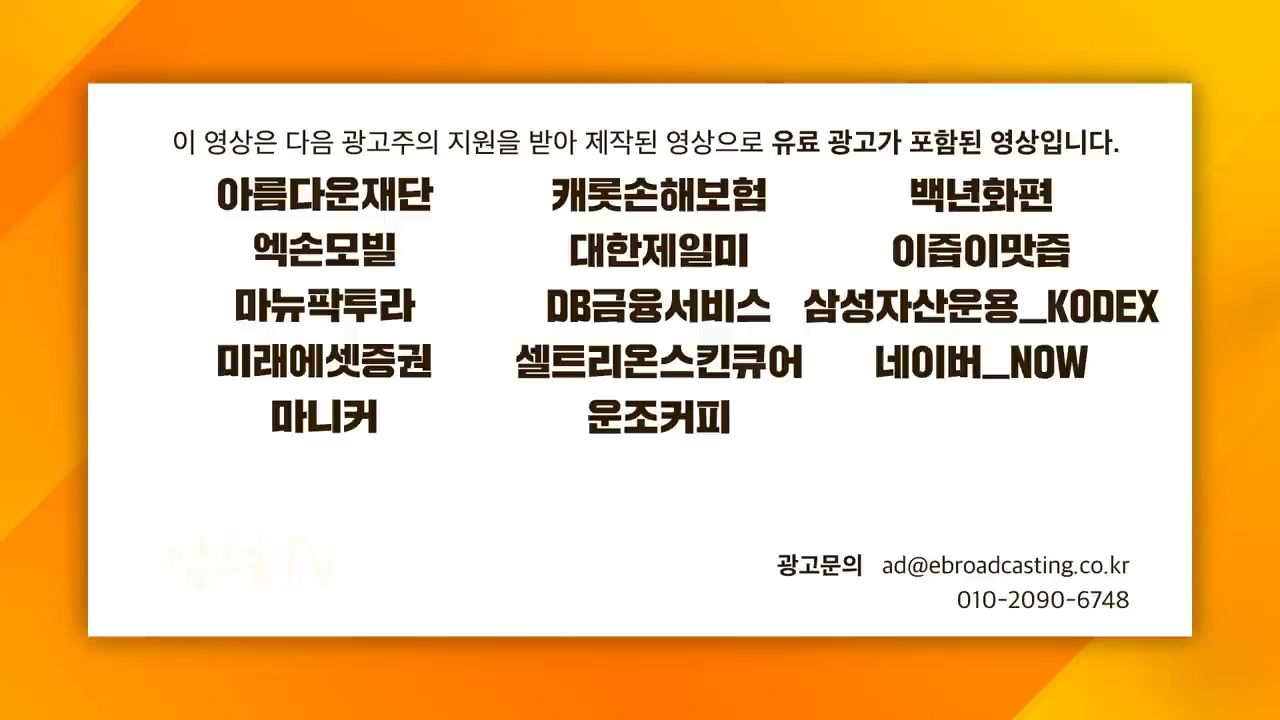 이 영상은 다음 광고주의 지원을 받아 제작된 영상으로 유료 광고가 포함된 영상입니다.
아름다운재단 캐롯손해보험 백년화편
엑손모빌 대한제일미 이즙이맛즙
마뉴팍투라 DB금융서비스 삼성자산운용_KODEX
미래에셋증권 셀트리온스킨큐어 네이버_NOW
마니커 운조커피
광고문의 ad@ebroadcasting.co.kr
010-2090-6748